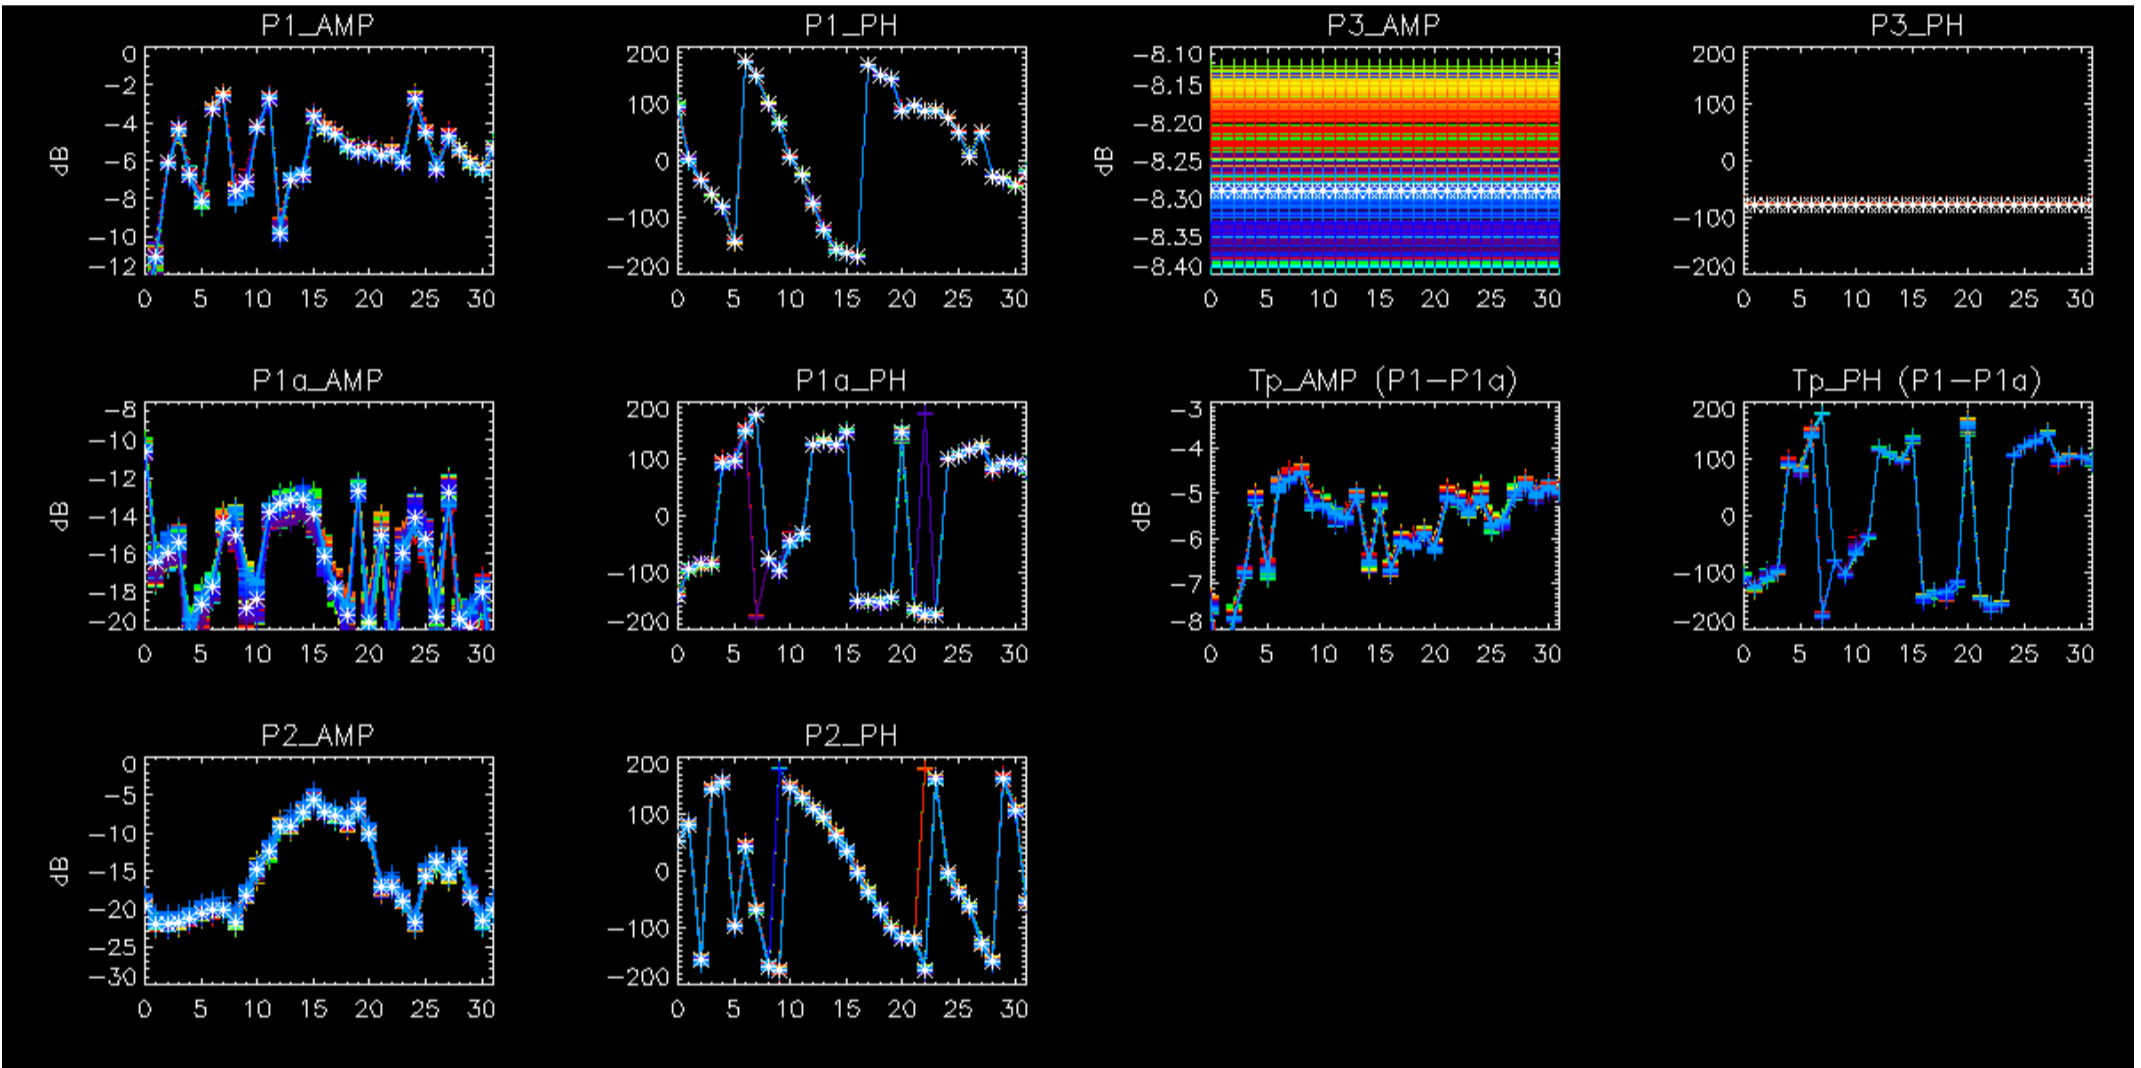 P1_AMP
dB
0
-2
-4
-6
-8
-10
-12
0 5 10 15 20 25 30
P1_PH
200
100
0
-100
-200
0 5 10 15 20 25 30
P3_AMP
dB
-8.10
-8.15
-8.20
-8.25
-8.30
-8.35
-8.40
0 5 10 15 20 25 30
P3_PH
200
100
0
-100
-200
0 5 10 15 20 25 30
P1a_AMP
dB
-8
-10
-12
-14
-16
-18
-20
0 5 10 15 20 25 30
P1a_PH
200
100
0
-100
-200
0 5 10 15 20 25 30
Tp_AMP (P1-P1a)
dB
-3
-4
-5
-6
-7
-8
0 5 10 15 20 25 30
Tp_PH (P1-P1a)
200
100
0
-100
-200
0 5 10 15 20 25 30
P2_AMP
dB
0
-5
-10
-15
-20
-25
-30
0 5 10 15 20 25 30
P2_PH
200
100
0
-100
-200
0 5 10 15 20 25 30